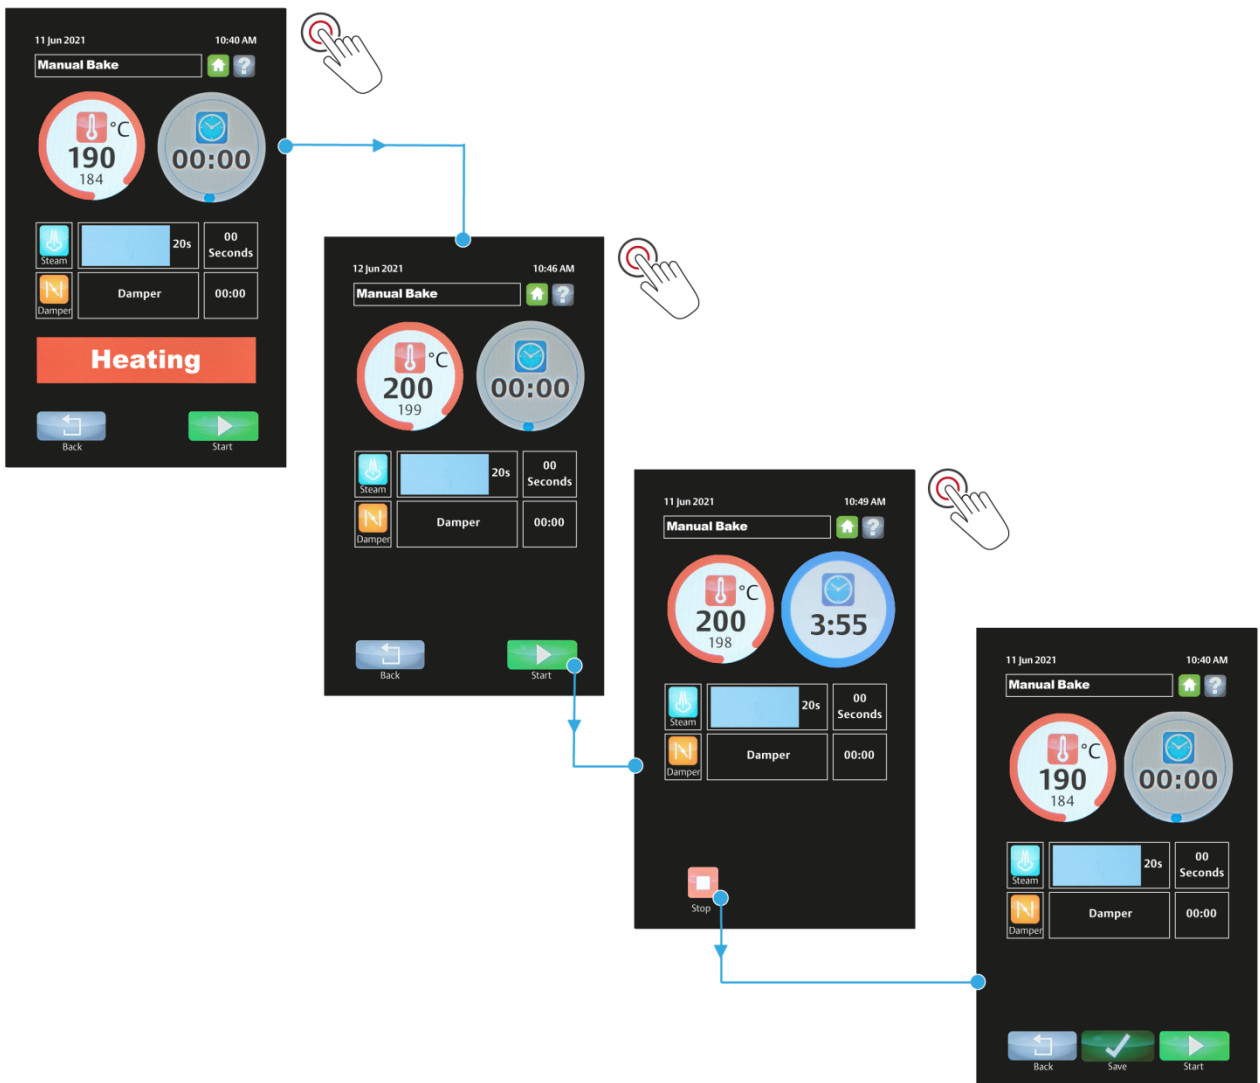 11 Jun 2021 10:40 AM
Manual Bake
?
°C
190
184
00:00
Steam
20s
00
Seconds
Damper
Damper
00:00
Heating
Back
Start
12 Jun 2021 10:46 AM
Manual Bake
?
°C
200
199
00:00
Steam
20s
00
Seconds
Damper
Damper
00:00
Back
Start
11 Jun 2021 10:49 AM
Manual Bake
?
°C
200
198
3:55
Steam
20s
00
Seconds
Damper
Damper
00:00
Stop
11 Jun 2021 10:40 AM
Manual Bake
?
°C
190
184
00:00
Steam
20s
00
Seconds
Damper
Damper
00:00
Back
Save
Start